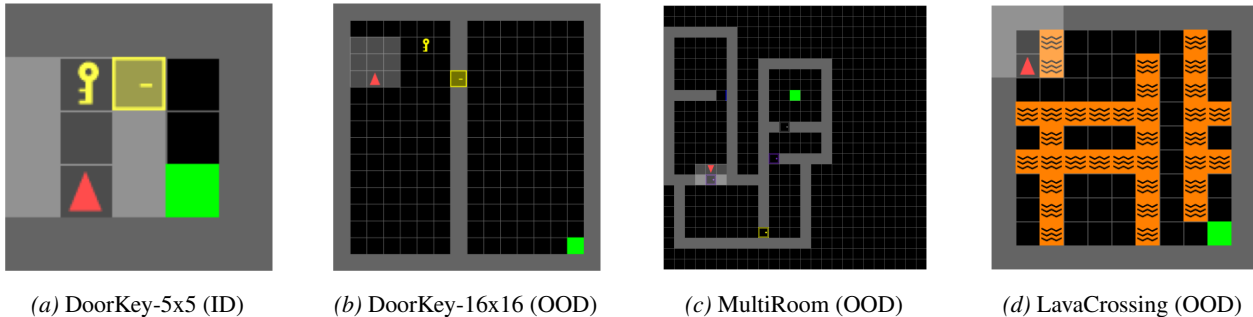 (a) DoorKey-5x5 (ID)
(b) DoorKey-16x16 (OOD)
(c) MultiRoom (OOD)
(d) LavaCrossing (OOD)